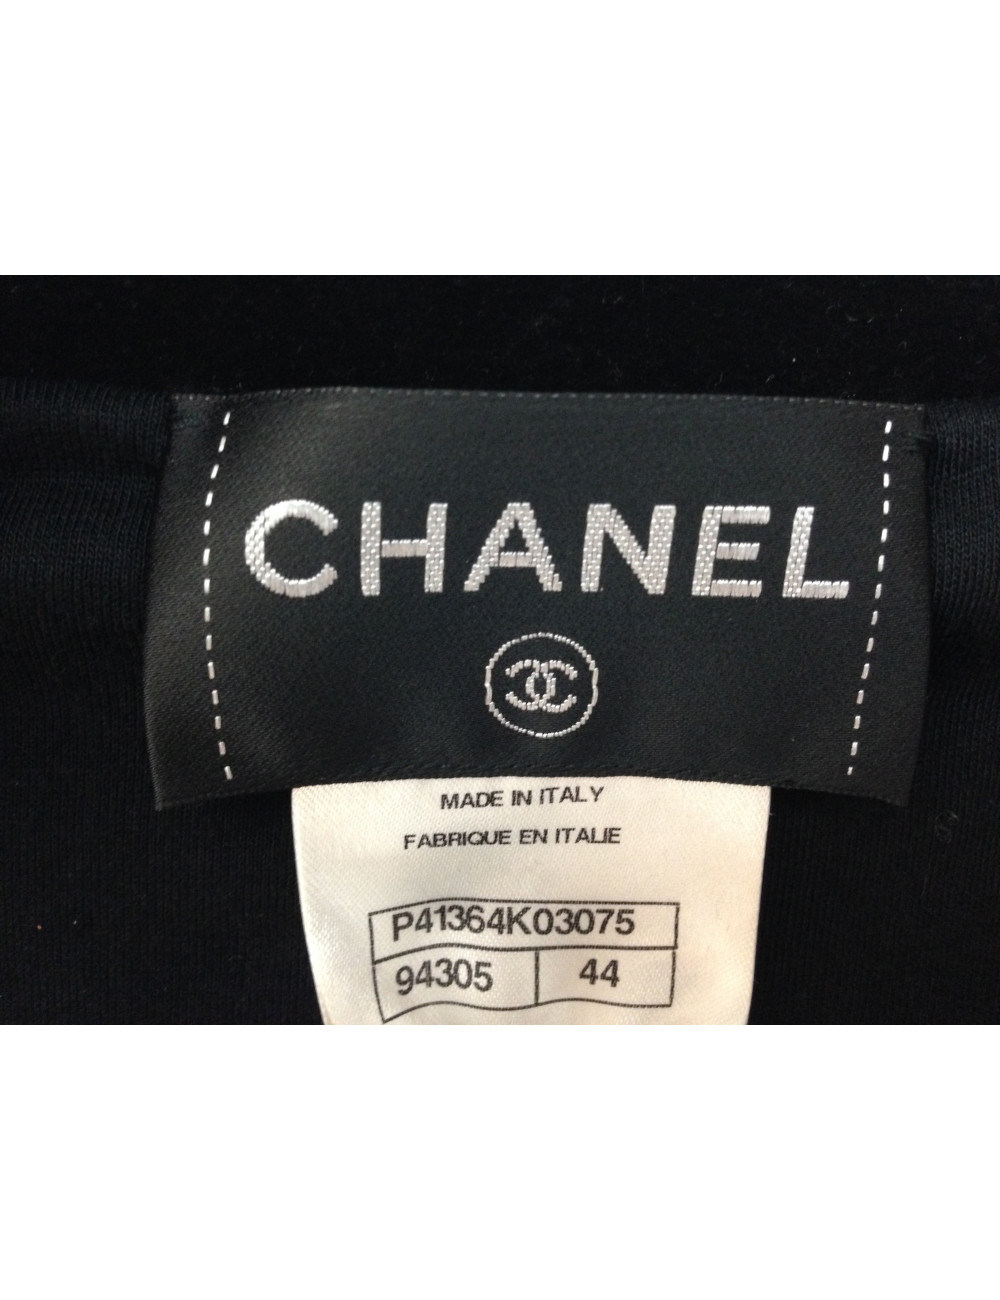 CHANEL
MADE IN ITALY
FABRIQUE EN ITALIE
P41364K03075
94305 44